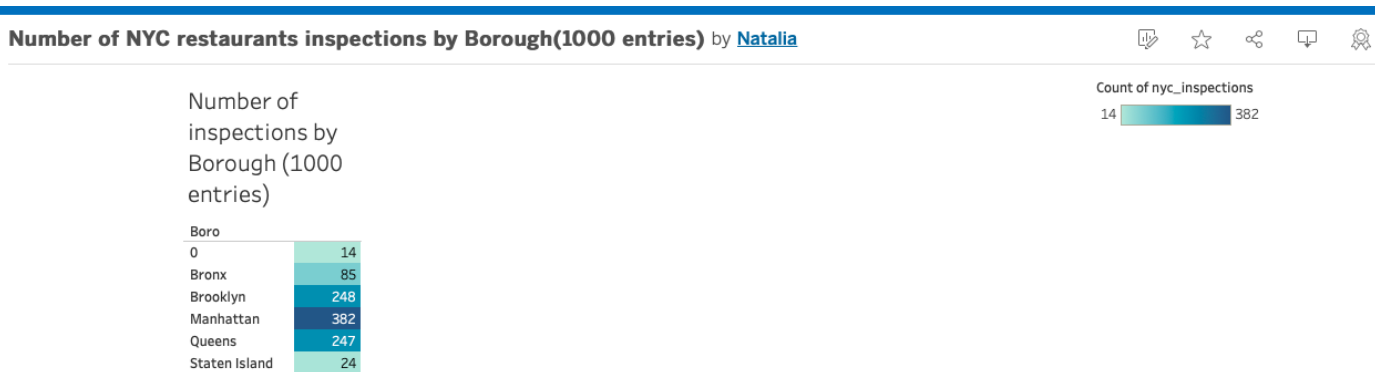 Number of NYC restaurants inspections by Borough(1000 entries) by Natalia
Number of
inspections by
Borough (1000
entries)
Count of nyc_inspections
14 382
Boro
0 14
Bronx 85
Brooklyn 248
Manhattan 382
Queens 247
Staten Island 24